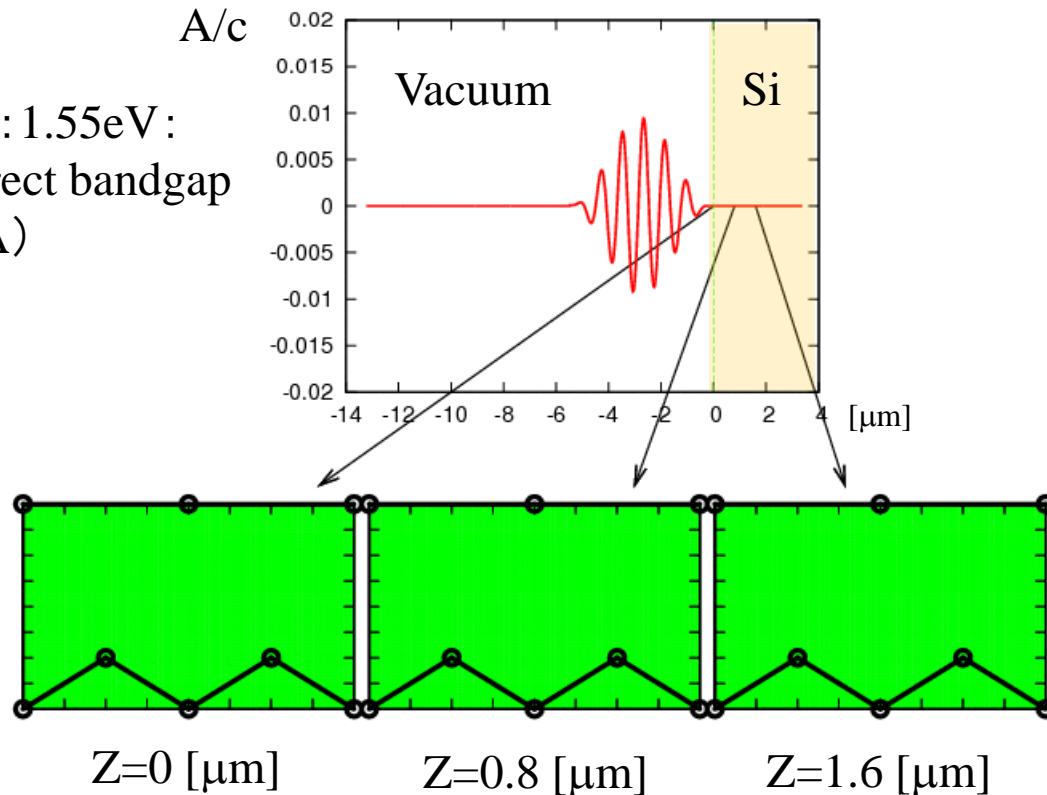 A/c
:1.55eV:
rect bandgap
)
Vacuum
Si
0.02
0.015
0.01
0.005
0
-0.005
-0.01
-0.015
-0.02
-14 -12 -10 -8 -6 -4 -2 0 2 4 [μm]
Z=0 [μm] Z=0.8 [μm] Z=1.6 [μm]